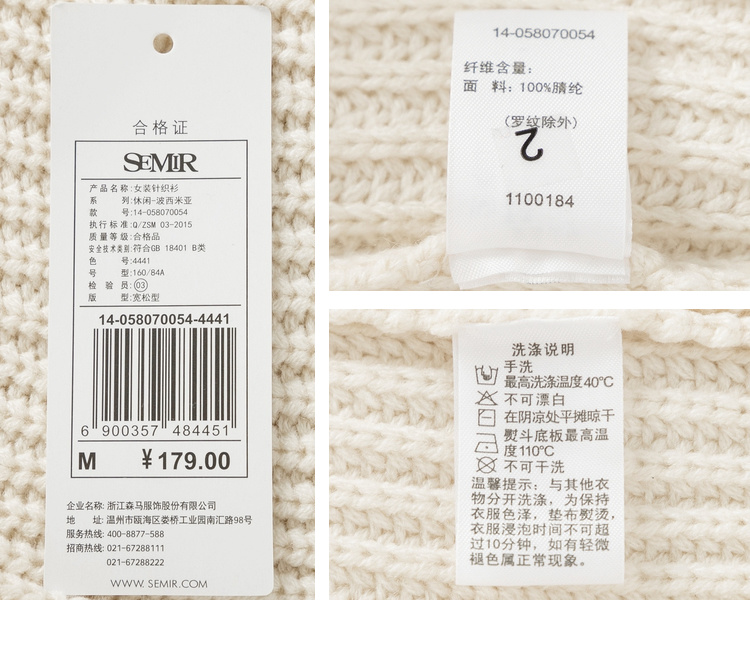 合格证
SEMIR
产品名称:女装针织衫
系 列:休闲-波西米亚
款 号:14-058070054
执行标准:Q/ZSM 03-2015
质量等级:合格品
安全技术类别:符合GB 18401 B类
色 号:4441
号 型:160/84A
检 验 员:03
版 型:宽松型
14-058070054-4441
6 900357 484451
M ¥179.00
企业名称:浙江森马服饰股份有限公司
地 址:温州市瓯海区娄桥工业园南汇路98号
服务热线:400-8877-588
招商热线:021-67288111
021-67288222
WWW.SEMIR.COM
14-058070054
纤维含量:
面 料:100%腈纶
(罗纹除外)
2
1100184
洗涤说明
手洗
最高洗涤温度40℃
不可漂白
在阴凉处平摊晾干
熨斗底板最高温
度110℃
不可干洗
温馨提示:与其他衣
物分开洗涤,为保持
衣服色泽,垫布熨烫,
衣服浸泡时间不可超
过10分钟,如有轻微
褪色属正常现象。